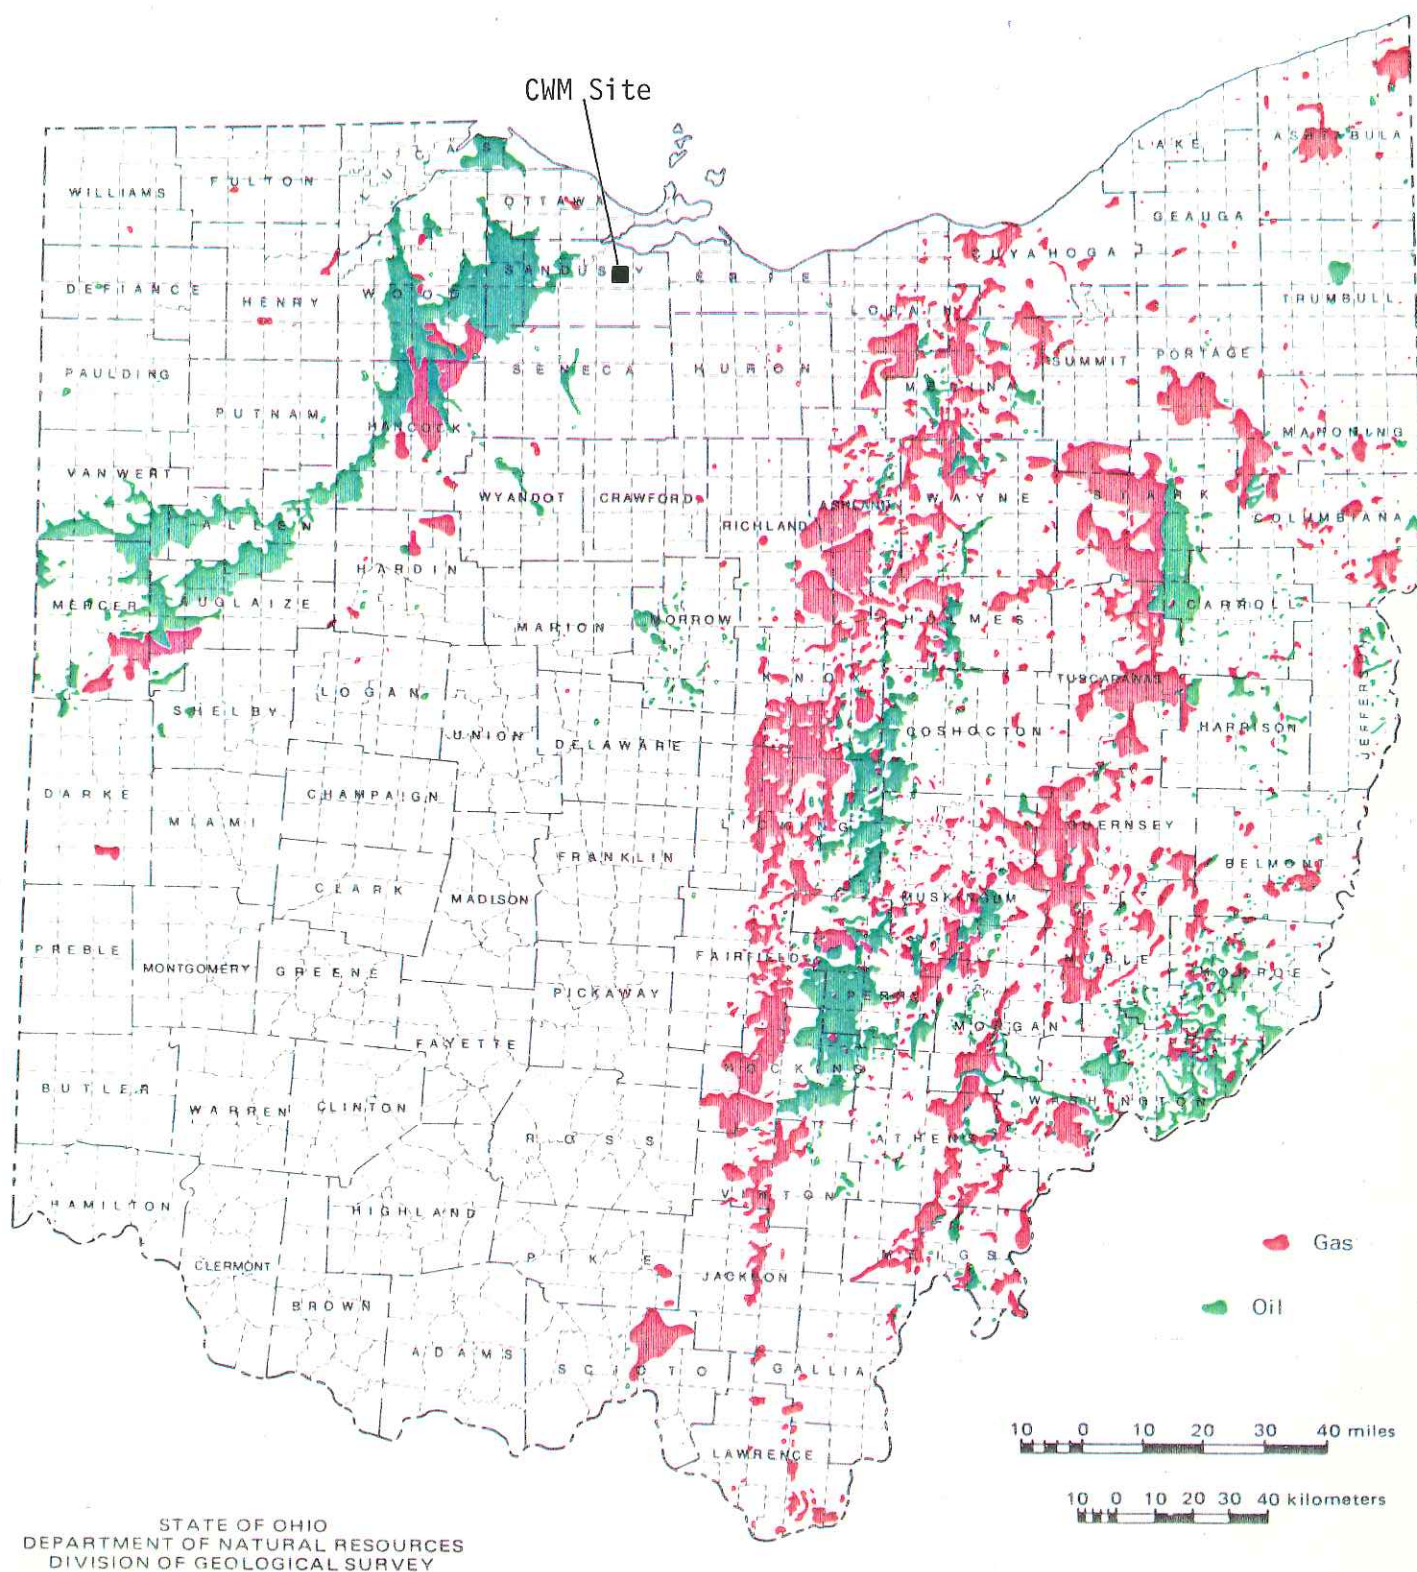 CWM Site
LAKE
ASHTABULA
LUCAS
WILLIAMS
FULTON
OTTAWA
GEAUGA
CUYAHOGA
SANDUSKY
ERIE
DEFIANCE
HENRY
WOOD
TRUMBULL
LORAIN
SUMMIT
PORTAGE
PAULDING
SENECA
HURON
MEDINA
PUTNAM
HANCOCK
MAHONING
VAN WERT
WYANDOT
CRAWFORD
ASHLAND
WAYNE
STARK
ALLEN
RICHLAND
COLUMBIANA
HARDIN
MERCER
AUGLAIZE
MARION
MORROW
HOLMES
CARROLL
JEFFERSON
LOGAN
KNOX
TUSCARAWAS
SHELBY
UNION
DELAWARE
COSHOCTON
HARRISON
DARKE
CHAMPAIGN
MIAMI
LICKING
GUERNSEY
FRANKLIN
BELMONT
CLARK
MADISON
MUSKINGUM
PREBLE
MONTGOMERY
GREENE
FAIRFIELD
NOBLE
MONROE
PICKAWAY
PERRY
MORGAN
FAYETTE
HOCKING
BUTLER
WARREN
CLINTON
WASHINGTON
ROSS
ATHENS
VINTON
HAMILTON
HIGHLAND
Gas
CLERMONT
PIKE
JACKSON
MEIGS
BROWN
Oil
ADAMS
SCIOTO
GALLIA
10 0 10 20 30 40 miles
LAWRENCE
10 0 10 20 30 40 kilometers
STATE OF OHIO
DEPARTMENT OF NATURAL RESOURCES
DIVISION OF GEOLOGICAL SURVEY